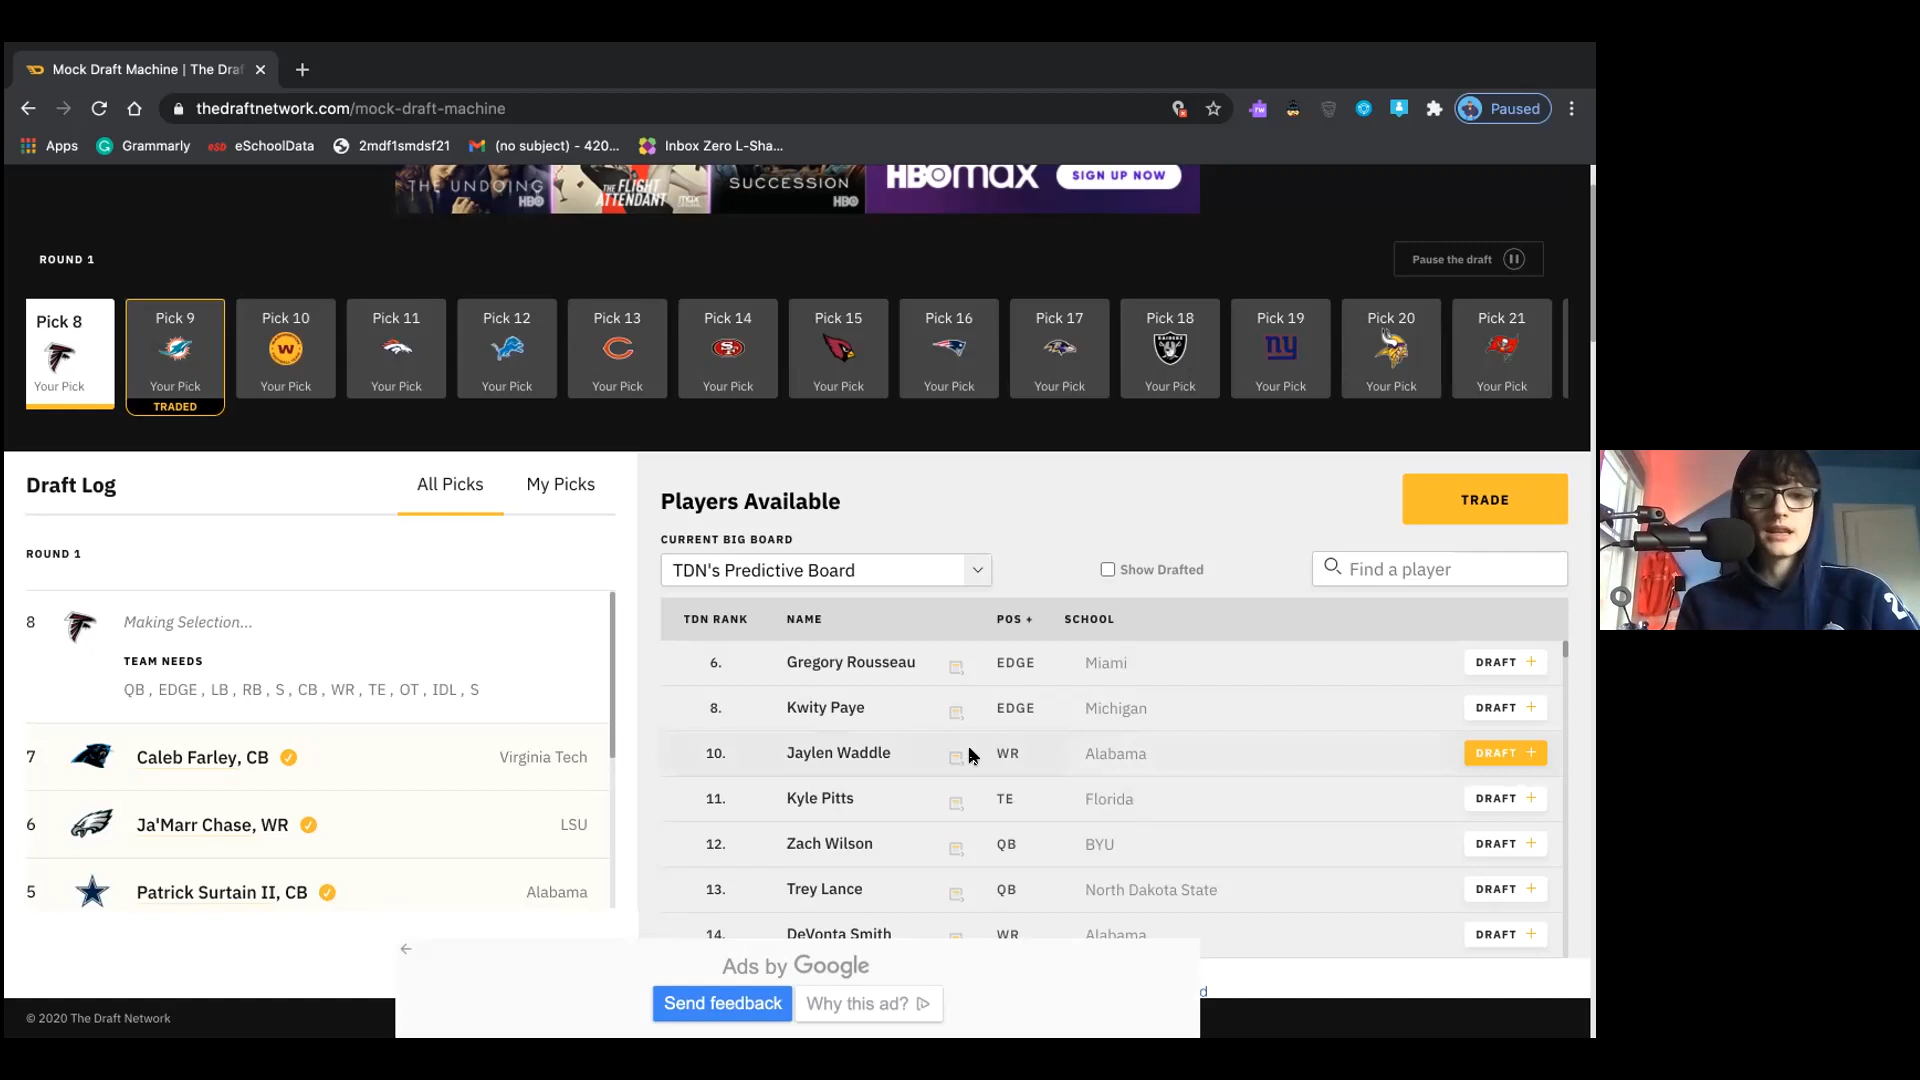 Mock Draft Machine | The Draf
thedraftnetwork.com/mock-draft-machine
Paused
Apps
Grammarly
eSD eSchoolData
2mdf1smdsf21
(no subject) - 420...
Inbox Zero L-Sha...
THE UNDOING
HBO
THE FLIGHT ATTENDANT
max
SUCCESSION
HBO
HBOmax
SIGN UP NOW
ROUND 1
Pause the draft
Pick 8
Your Pick
Pick 9
Your Pick
TRADED
Pick 10
W
Your Pick
Pick 11
Your Pick
Pick 12
Your Pick
Pick 13
Your Pick
Pick 14
Your Pick
Pick 15
Your Pick
Pick 16
Your Pick
Pick 17
Your Pick
Pick 18
RAIDERS
Your Pick
Pick 19
ny
Your Pick
Pick 20
Your Pick
Pick 21
Your Pick
Draft Log
All Picks
My Picks
ROUND 1
8 Making Selection...
TEAM NEEDS
QB , EDGE , LB , RB , S , CB , WR , TE , OT , IDL , S
7 Caleb Farley, CB Virginia Tech
6 Ja'Marr Chase, WR LSU
5 Patrick Surtain II, CB Alabama
Players Available
TRADE
CURRENT BIG BOARD
TDN's Predictive Board
Show Drafted
Find a player
TDN RANK NAME POS + SCHOOL
6. Gregory Rousseau EDGE Miami DRAFT +
8. Kwity Paye EDGE Michigan DRAFT +
10. Jaylen Waddle WR Alabama DRAFT +
11. Kyle Pitts TE Florida DRAFT +
12. Zach Wilson QB BYU DRAFT +
13. Trey Lance QB North Dakota State DRAFT +
14. DeVonta Smith WR Alabama DRAFT +
Ads by Google
Send feedback
Why this ad?
d
© 2020 The Draft Network
2